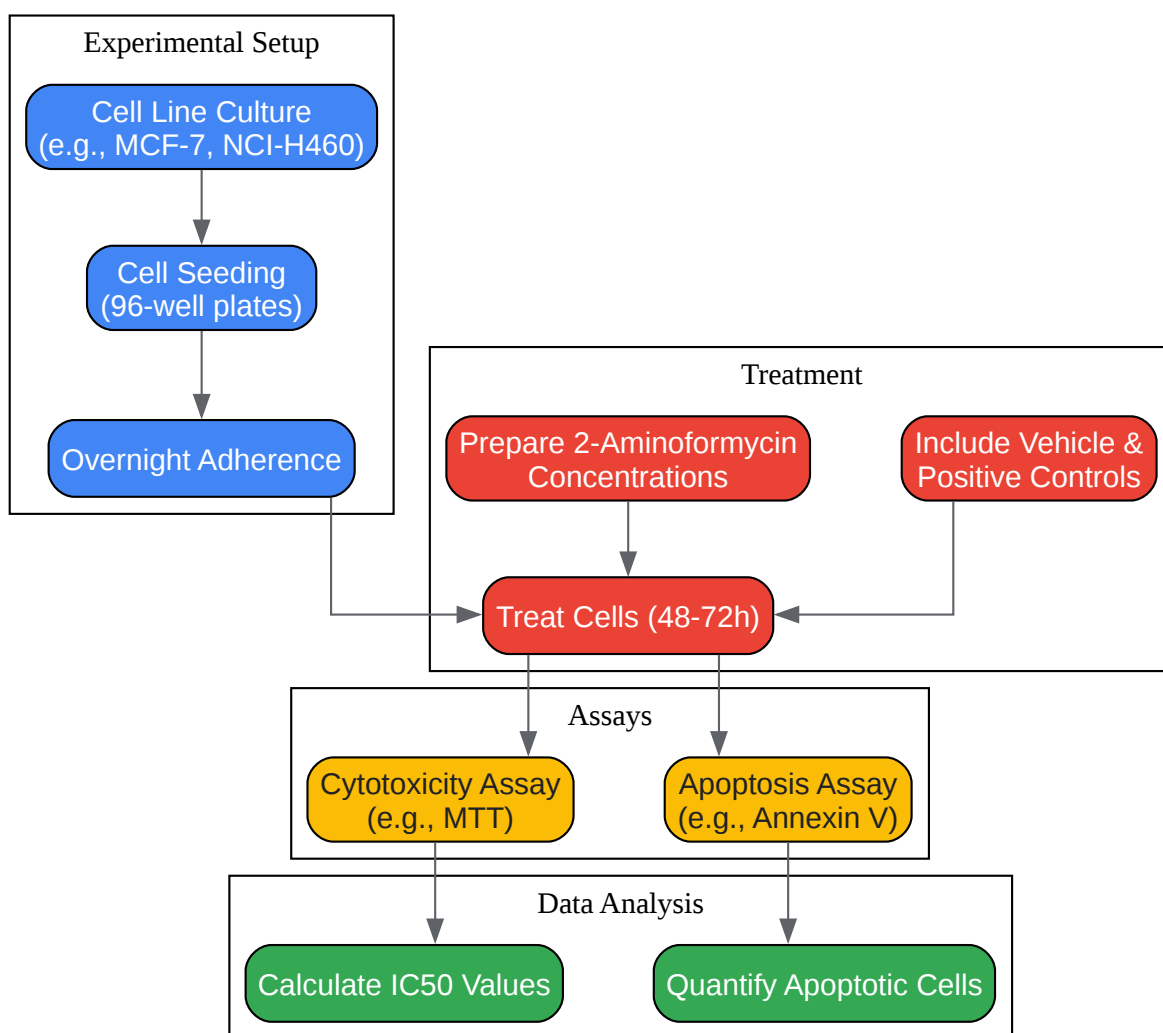 Experimental Setup
Cell Line Culture
(e.g., MCF-7, NCI-H460)
Cell Seeding
(96-well plates)
Overnight Adherence
Treatment
Prepare 2-Aminoformycin
Concentrations
Include Vehicle &
Positive Controls
Treat Cells (48-72h)
Assays
Cytotoxicity Assay
(e.g., MTT)
Apoptosis Assay
(e.g., Annexin V)
Data Analysis
Calculate IC50 Values
Quantify Apoptotic Cells